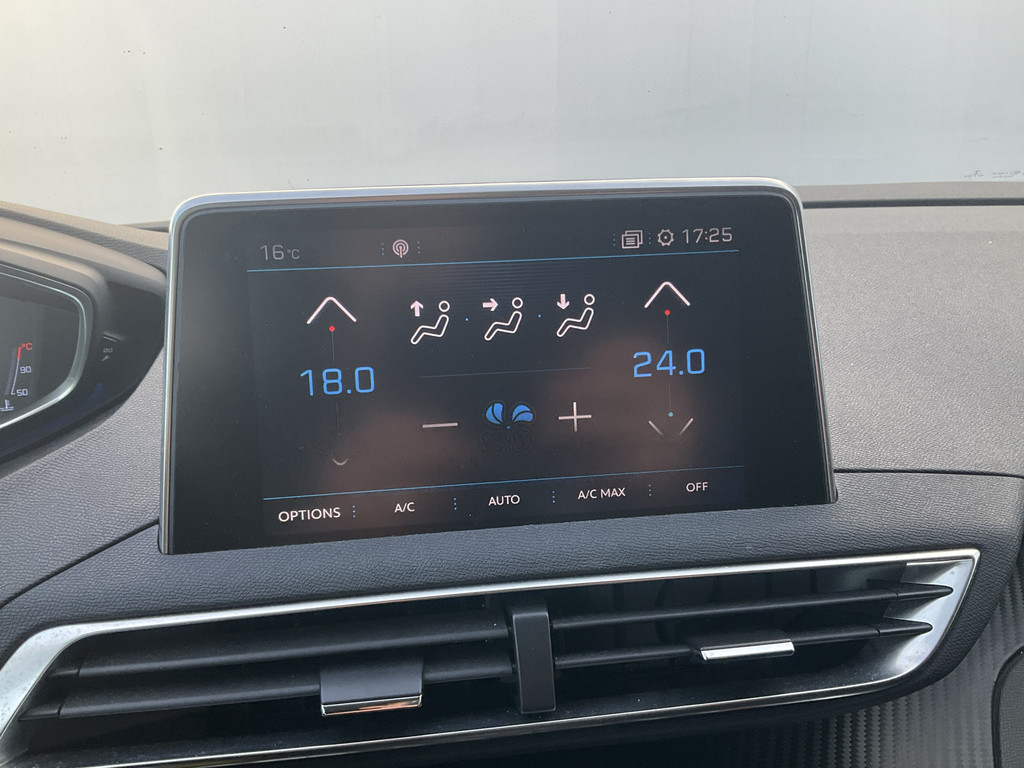 16°C
17:25
18.0
24.0
OPTIONS A/C AUTO A/C MAX OFF
°C
90
50